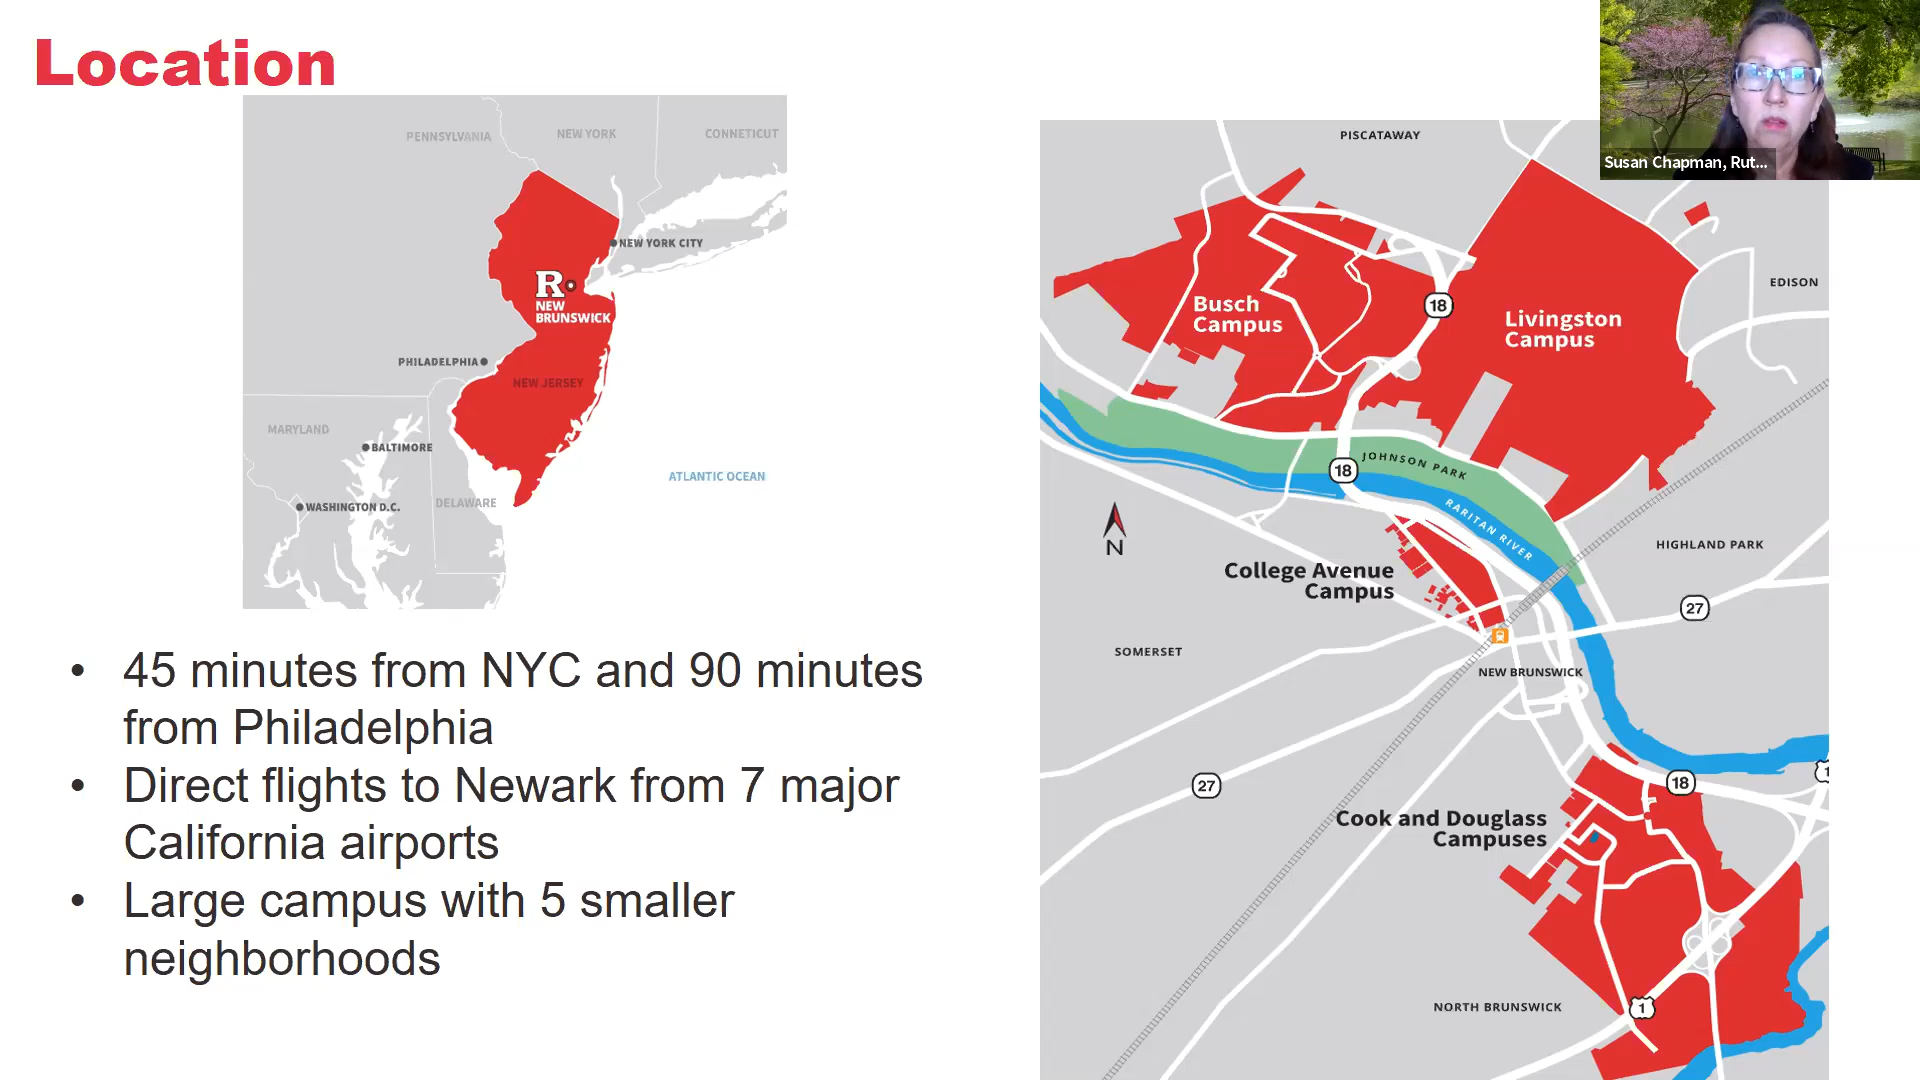 Location
PENNSYLVANIA
NEW YORK
CONNETICUT
NEW YORK CITY
R
NEW
BRUNSWICK
PHILADELPHIA
NEW JERSEY
MARYLAND
BALTIMORE
ATLANTIC OCEAN
DELAWARE
WASHINGTON D.C.
45 minutes from NYC and 90 minutes
from Philadelphia
Direct flights to Newark from 7 major
California airports
Large campus with 5 smaller
neighborhoods
PISCATAWAY
EDISON
Busch
Campus
18
Livingston
Campus
18
JOHNSON PARK
RARITAN RIVER
N
HIGHLAND PARK
College Avenue
Campus
27
SOMERSET
NEW BRUNSWICK
27
18
1
Cook and Douglass
Campuses
NORTH BRUNSWICK
1
Susan Chapman, Rut...